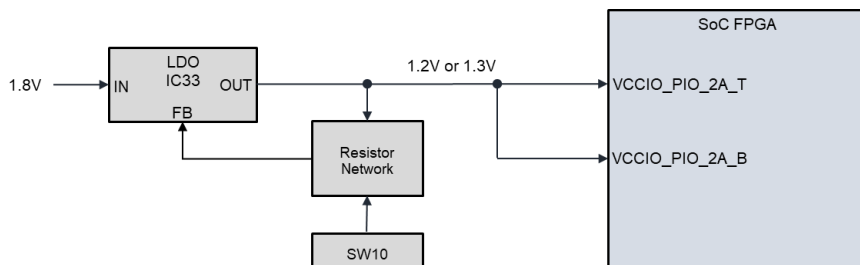 SoC FPGA
LDO
IC33
1.2V or 1.3V
1.8V
IN
OUT
VCCIO_PIO_2A_T
FB
Resistor
Network
VCCIO_PIO_2A_B
SW10